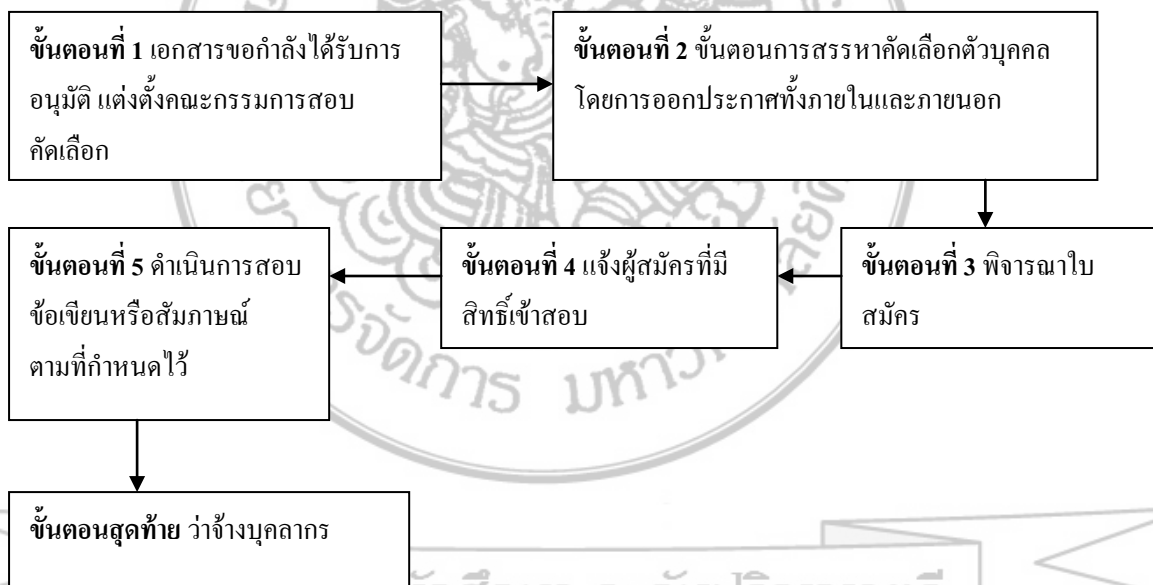 ขั้นตอนที่ 1 เอกสารขอกำลังได้รับการ
อนุมัติ แต่งตั้งคณะกรรมการสอบ
คัดเลือก
ขั้นตอนที่ 2 ขั้นตอนการสรรหาคัดเลือกตัวบุคคล
โดยการออกประกาศทั้งภายในและภายนอก
ขั้นตอนที่ 3 พิจารณาใบ
สมัคร
ขั้นตอนที่ 4 แจ้งผู้สมัครที่มี
สิทธิ์เข้าสอบ
ขั้นตอนที่ 5 ดำเนินการสอบ
ข้อเขียนหรือสัมภาษณ์
ตามที่กำหนดไว้
ขั้นตอนสุดท้าย ว่าจ้างบุคลากร